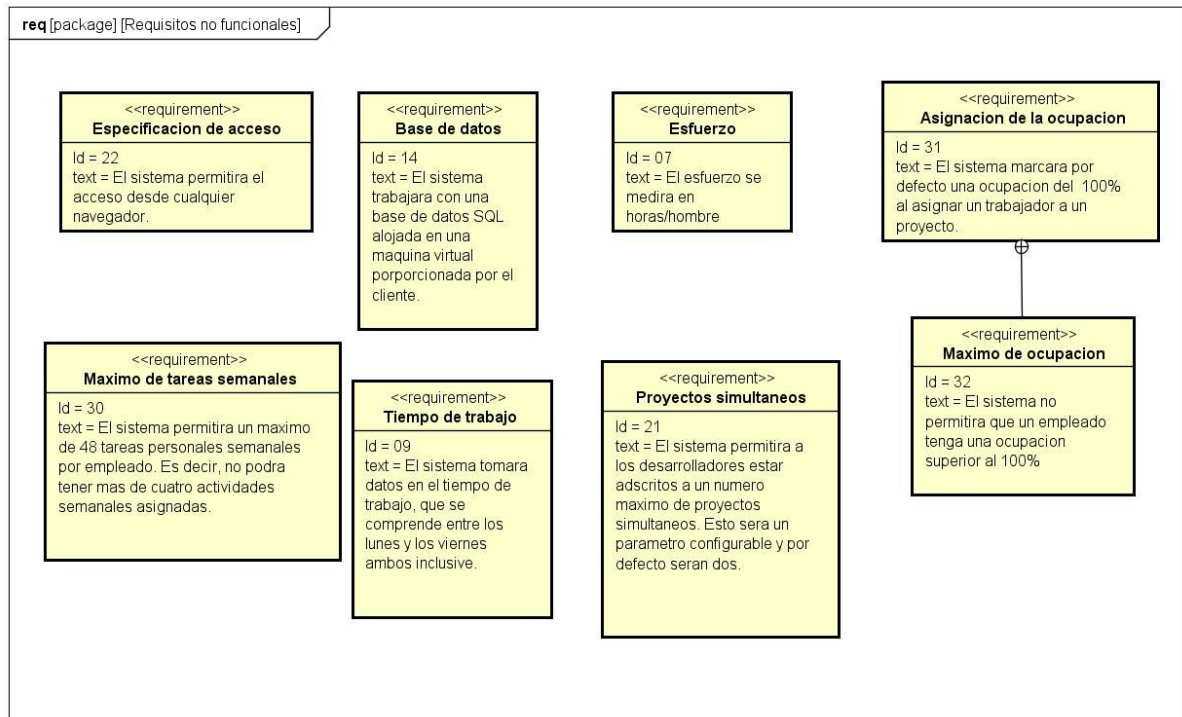 req [package] [Requisitos no funcionales]
<<requirement>>
Especificacion de acceso
Id = 22
text = El sistema permitira el
acceso desde cualquier
navegador.
<<requirement>>
Base de datos
Id = 14
text = El sistema
trabajara con una
base de datos SQL
alojada en una
maquina virtual
porporcionada por el
cliente.
<<requirement>>
Esfuerzo
Id = 07
text = El esfuerzo se
medira en
horas/hombre
<<requirement>>
Asignacion de la ocupacion
Id = 31
text = El sistema marcara por
defecto una ocupacion del 100%
al asignar un trabajador a un
proyecto.
<<requirement>>
Maximo de tareas semanales
Id = 30
text = El sistema permitira un maximo
de 48 tareas personales semanales
por empleado. Es decir, no podra
tener mas de cuatro actividades
semanales asignadas.
<<requirement>>
Tiempo de trabajo
Id = 09
text = El sistema tomara
datos en el tiempo de
trabajo, que se
comprende entre los
lunes y los viernes
ambos inclusive.
<<requirement>>
Proyectos simultaneos
Id = 21
text = El sistema permitira a
los desarrolladores estar
adscritos a un numero
maximo de proyectos
simultaneos. Esto sera un
parametro configurable y por
defecto seran dos.
<<requirement>>
Maximo de ocupacion
Id = 32
text = El sistema no
permitira que un empleado
tenga una ocupacion
superior al 100%